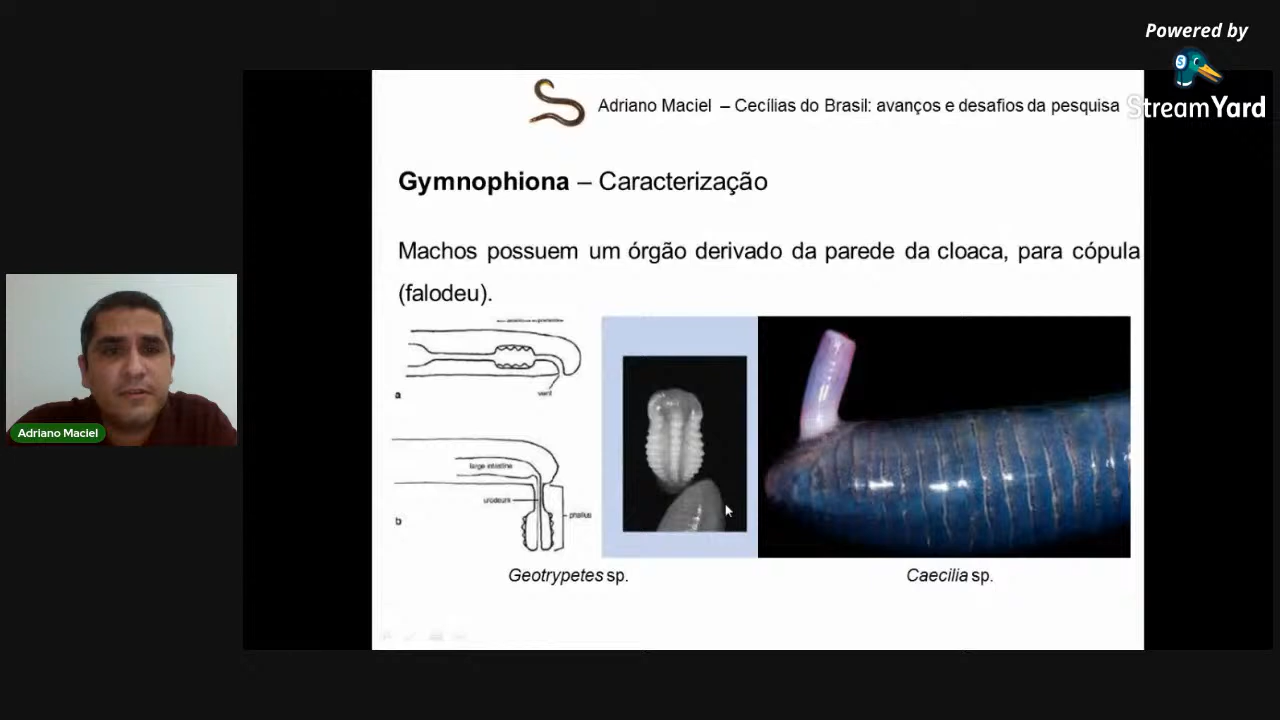 Powered by
StreamYard
Adriano Maciel – Cecílias do Brasil: avanços e desafios da pesquisa
Gymnophiona – Caracterização
Machos possuem um órgão derivado da parede da cloaca, para cópula
(falodeu).
vent
a
large intestine
urodeum
phallus
b
Geotrypetes sp.
Caecilia sp.
Adriano Maciel